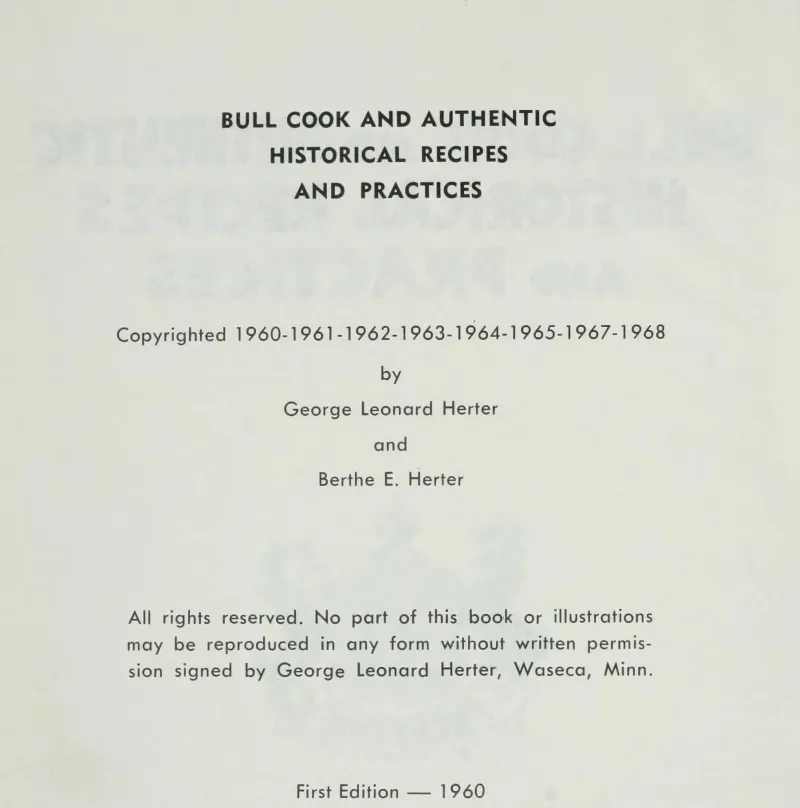 BULL COOK AND AUTHENTIC
HISTORICAL RECIPES
AND PRACTICES
Copyrighted 1960-1961-1962-1963-1964-1965-1967-1968
by
George Leonard Herter
and
Berthe E. Herter
All rights reserved. No part of this book or illustrations
may be reproduced in any form without written permis-
sion signed by George Leonard Herter, Waseca, Minn.
First Edition — 1960